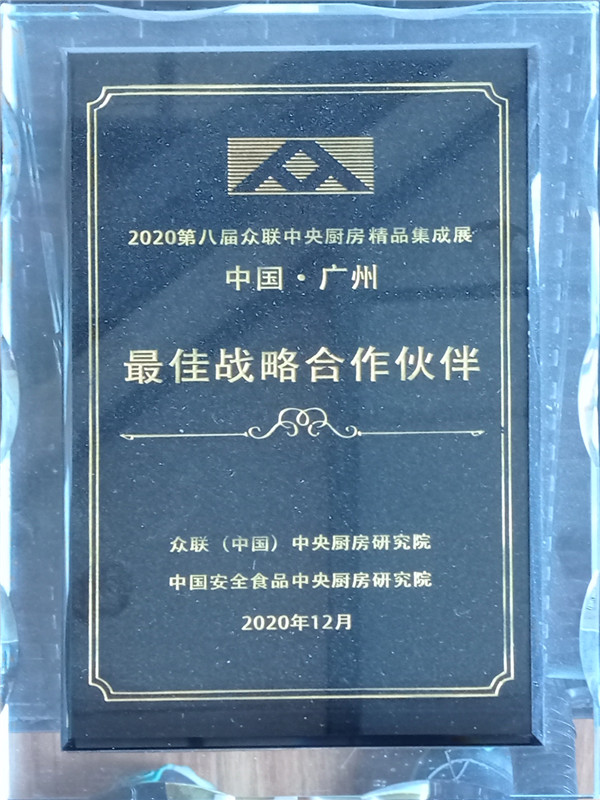 2020第八届众联中央厨房精品集成展
中国·广州
最佳战略合作伙伴
众联（中国）中央厨房研究院
中国安全食品中央厨房研究院
2020年12月